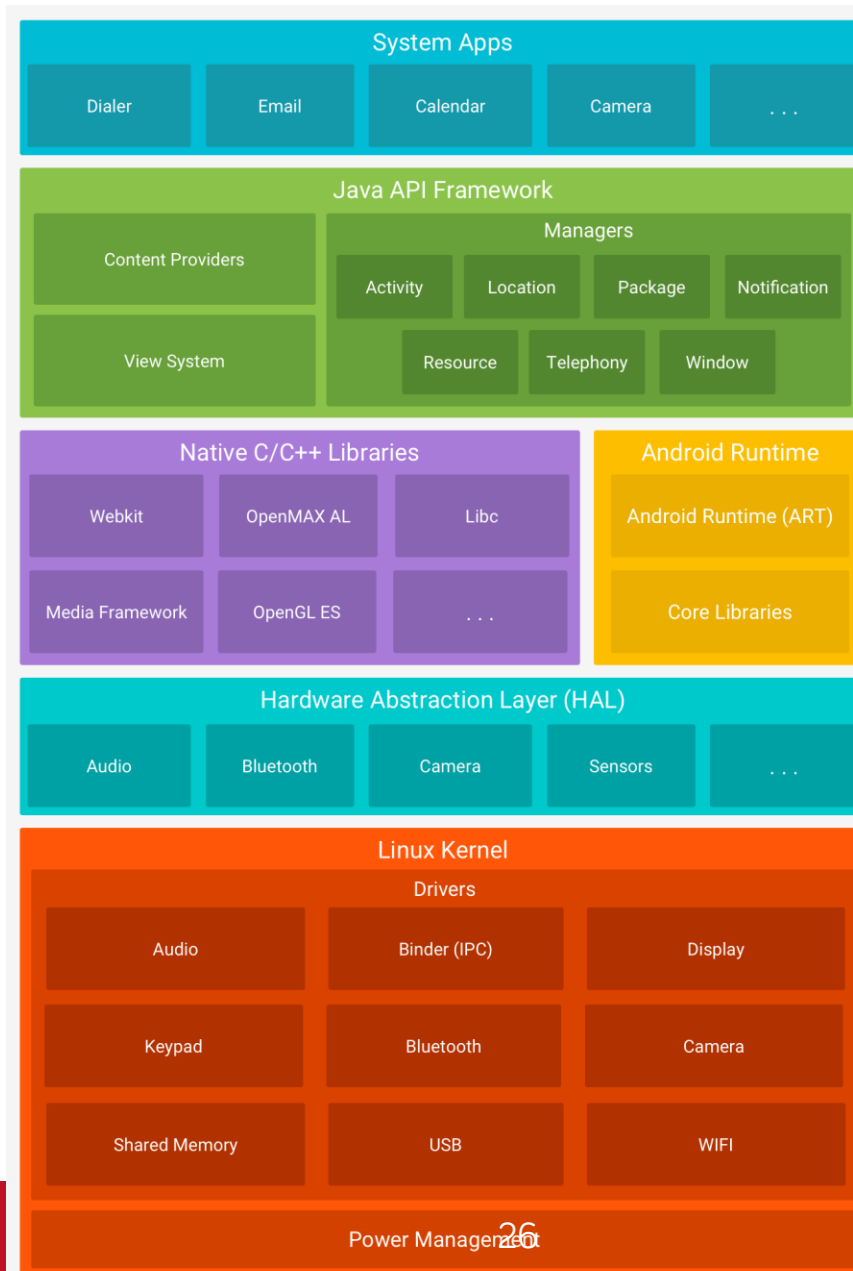 System Apps
Dialer Email Calendar Camera . . .
Java API Framework
Content Providers
View System
Managers
Activity Location Package Notification
Resource Telephony Window
Native C/C++ Libraries
Webkit OpenMAX AL Libc
Media Framework OpenGL ES . . .
Android Runtime
Android Runtime (ART)
Core Libraries
Hardware Abstraction Layer (HAL)
Audio Bluetooth Camera Sensors . . .
Linux Kernel
Drivers
Audio Binder (IPC) Display
Keypad Bluetooth Camera
Shared Memory USB WIFI
Power Management
26